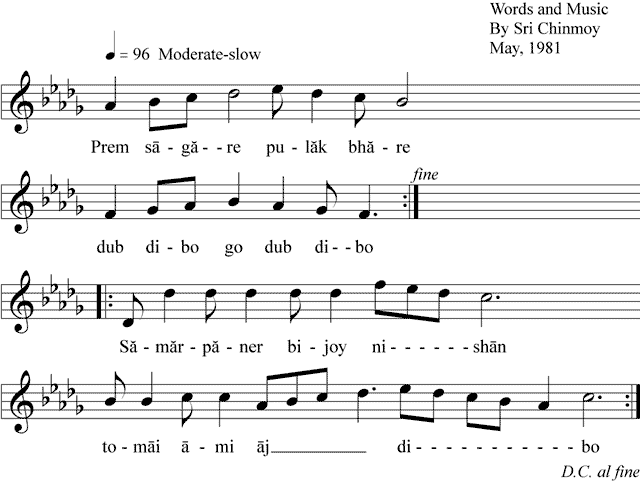 Words and Music
By Sri Chinmoy
May, 1981
♩ = 96 Moderate-slow
Prem sā - gă - - re pu - lăk bhă - re
fine
dub di - bo go dub di - - bo
Să - măr - pă - ner bi - joy ni - - - - - - shān
to - māi ā - mi āj di - - - - - - - - - - bo
D.C. al fine